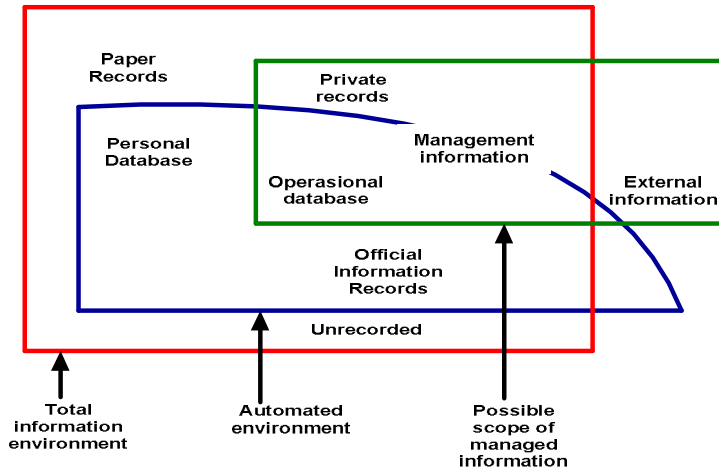 Paper
Records
Private
records
Personal
Database
Management
information
Operasional
database
External
information
Official
Information
Records
Unrecorded
Total
information
environment
Automated
environment
Possible
scope of
managed
information